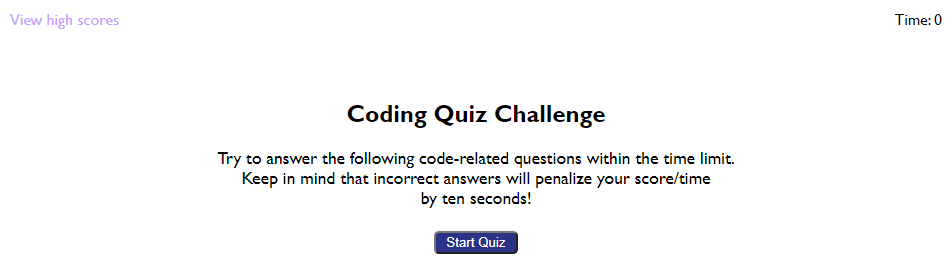 View high scores
Time: 0
Coding Quiz Challenge
Try to answer the following code-related questions within the time limit.
Keep in mind that incorrect answers will penalize your score/time
by ten seconds!
Start Quiz